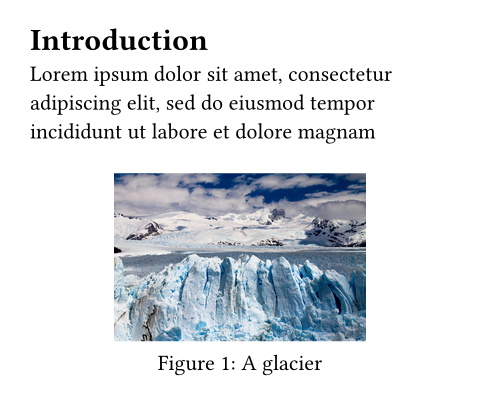 Introduction
Lorem ipsum dolor sit amet, consectetur
adipiscing elit, sed do eiusmod tempor
incididunt ut labore et dolore magnam
Figure 1: A glacier